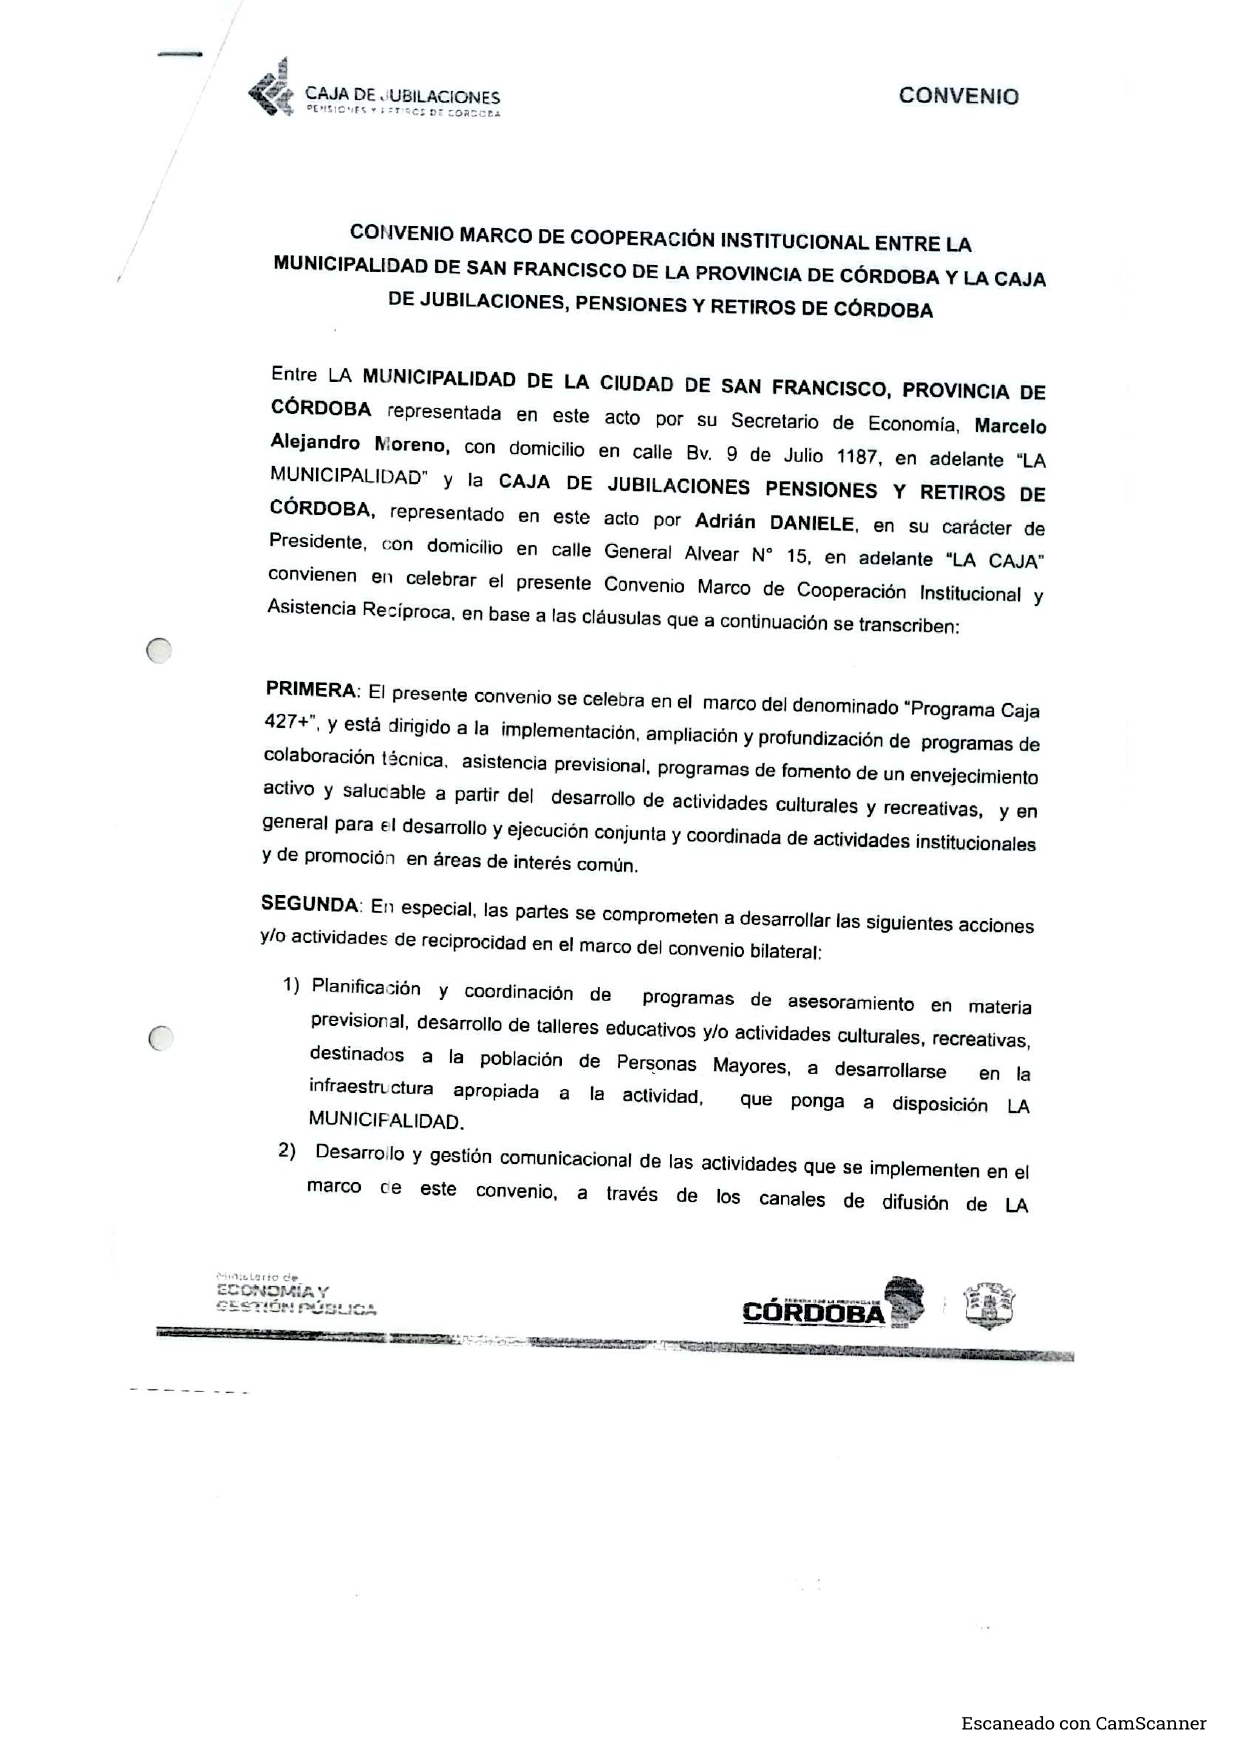 CAJA DE JUBILACIONES
PENSIONES Y RETIROS DE CORDOBA
CONVENIO
CONVENIO MARCO DE COOPERACIÓN INSTITUCIONAL ENTRE LA
MUNICIPALIDAD DE SAN FRANCISCO DE LA PROVINCIA DE CÓRDOBA Y LA CAJA
DE JUBILACIONES, PENSIONES Y RETIROS DE CÓRDOBA
Entre LA MUNICIPALIDAD DE LA CIUDAD DE SAN FRANCISCO, PROVINCIA DE
CÓRDOBA representada en este acto por su Secretario de Economía, Marcelo
Alejandro Moreno, con domicilio en calle Bv. 9 de Julio 1187, en adelante “LA
MUNICIPALIDAD” y la CAJA DE JUBILACIONES PENSIONES Y RETIROS DE
CÓRDOBA, representado en este acto por Adrián DANIELE, en su carácter de
Presidente, con domicilio en calle General Alvear N° 15, en adelante “LA CAJA”
convienen en celebrar el presente Convenio Marco de Cooperación Institucional y
Asistencia Recíproca, en base a las cláusulas que a continuación se transcriben:
PRIMERA: El presente convenio se celebra en el marco del denominado “Programa Caja
427+”, y está dirigido a la implementación, ampliación y profundización de programas de
colaboración técnica, asistencia previsional, programas de fomento de un envejecimiento
activo y saludable a partir del desarrollo de actividades culturales y recreativas, y en
general para el desarrollo y ejecución conjunta y coordinada de actividades institucionales
y de promoción en áreas de interés común.
SEGUNDA: En especial, las partes se comprometen a desarrollar las siguientes acciones
y/o actividades de reciprocidad en el marco del convenio bilateral:
1) Planificación y coordinación de programas de asesoramiento en materia
previsional, desarrollo de talleres educativos y/o actividades culturales, recreativas,
destinados a la población de Personas Mayores, a desarrollarse en la
infraestructura apropiada a la actividad, que ponga a disposición LA
MUNICIPALIDAD.
2) Desarrollo y gestión comunicacional de las actividades que se implementen en el
marco de este convenio, a través de los canales de difusión de LA
Ministerio de
ECONOMÍA Y
GESTIÓN PÚBLICA
CÓRDOBA
Escaneado con CamScanner